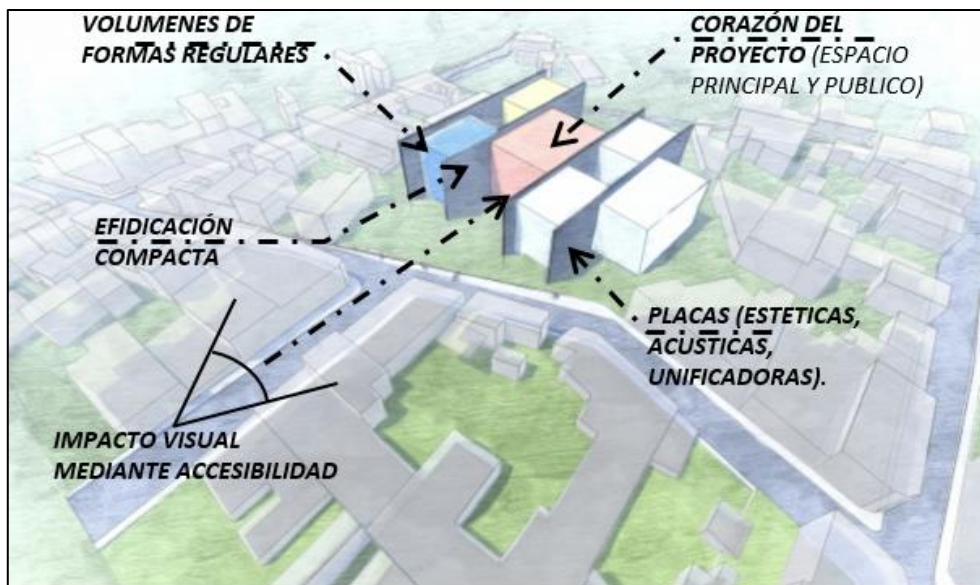 VOLUMENES DE
FORMAS REGULARES
CORAZÓN DEL
PROYECTO (ESPACIO
PRINCIPAL Y PUBLICO)
EFIDICACIÓN
COMPACTA
PLACAS (ESTETICAS,
ACUSTICAS,
UNIFICADORAS).
IMPACTO VISUAL
MEDIANTE ACCESIBILIDAD